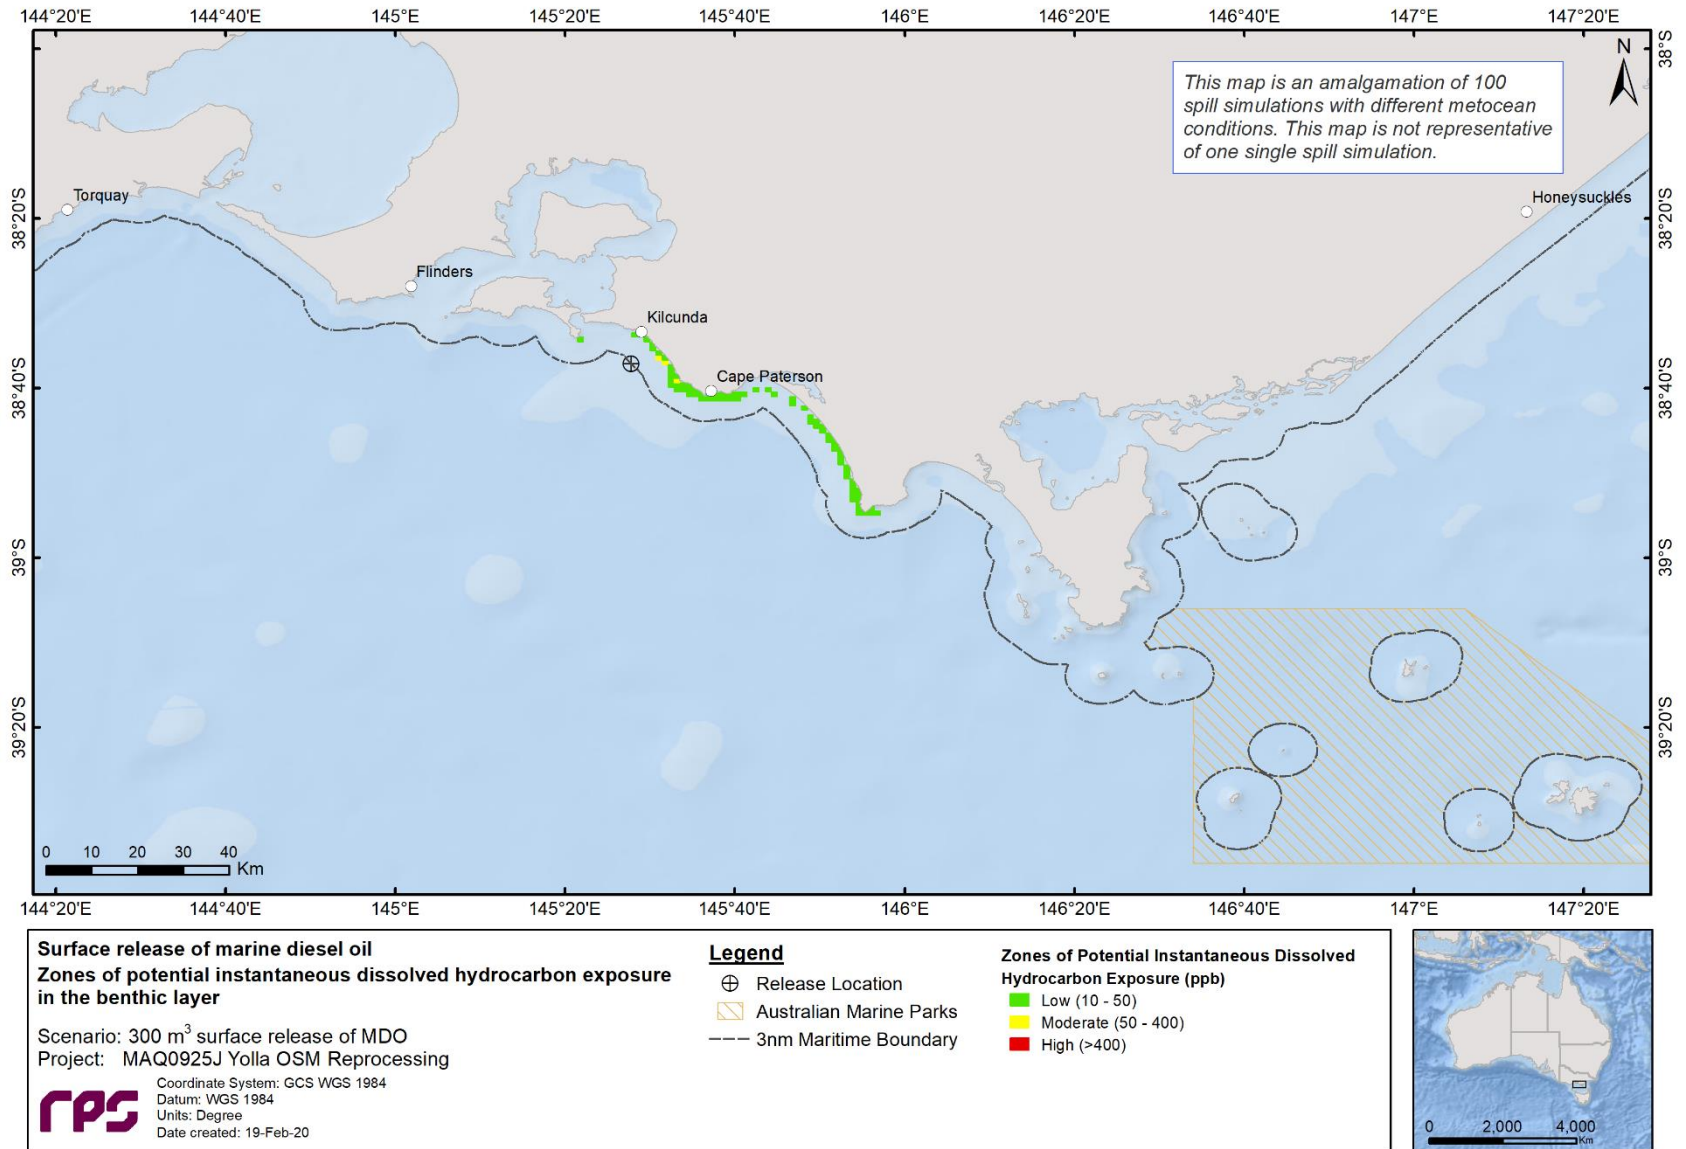 144°20'E 144°40'E 145°E 145°20'E 145°40'E 146°E 146°20'E 146°40'E 147°E 147°20'E
38°S 38°S
N
This map is an amalgamation of 100
spill simulations with different metocean
conditions. This map is not representative
of one single spill simulation.
Torquay
Honeysuckles
38°20'S 38°20'S
Flinders
Kilcunda
Cape Paterson
38°40'S 38°40'S
39°S 39°S
39°20'S 39°20'S
0 10 20 30 40
Km
144°20'E 144°40'E 145°E 145°20'E 145°40'E 146°E 146°20'E 146°40'E 147°E 147°20'E
Surface release of marine diesel oil
Zones of potential instantaneous dissolved hydrocarbon exposure
in the benthic layer
Scenario: 300 m³ surface release of MDO
Project: MAQ0925J Yolla OSM Reprocessing
rps
Coordinate System: GCS WGS 1984
Datum: WGS 1984
Units: Degree
Date created: 19-Feb-20
Legend
Release Location
Australian Marine Parks
3nm Maritime Boundary
Zones of Potential Instantaneous Dissolved
Hydrocarbon Exposure (ppb)
Low (10 - 50)
Moderate (50 - 400)
High (>400)
0 2,000 4,000
Km